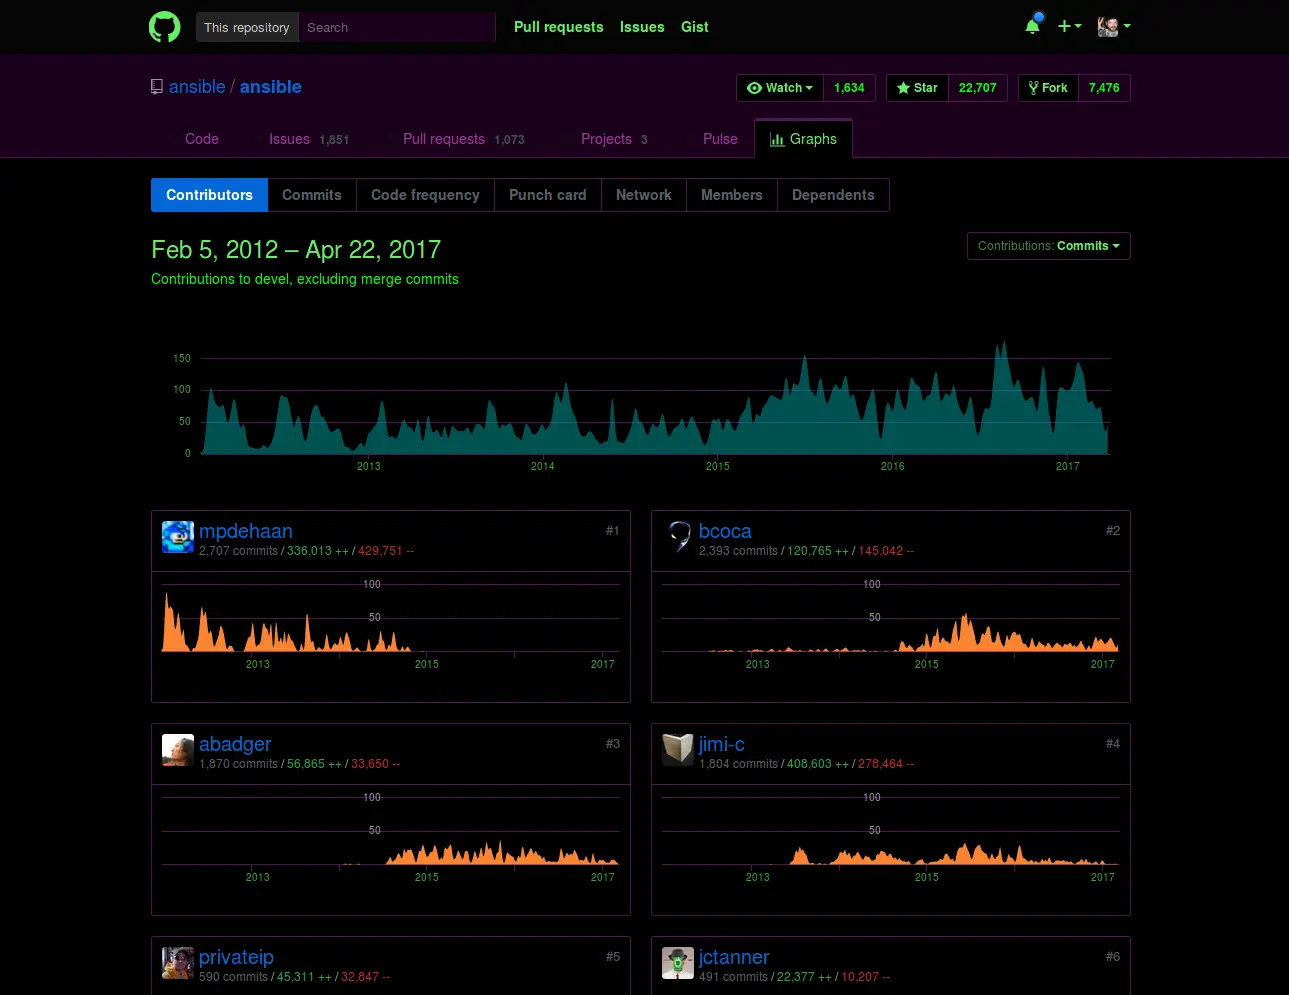 This repository Search Pull requests Issues Gist
ansible / ansible Watch 1,634 Star 22,707 Fork 7,476
Code Issues 1,851 Pull requests 1,073 Projects 3 Pulse Graphs
Contributors Commits Code frequency Punch card Network Members Dependents
Feb 5, 2012 – Apr 22, 2017 Contributions: Commits
Contributions to devel, excluding merge commits
150
100
50
0
2013 2014 2015 2016 2017
mpdehaan #1
2,707 commits / 336,013 ++ / 429,751 --
100
50
2013 2015 2017
bcoca #2
2,393 commits / 120,765 ++ / 145,042 --
100
50
2013 2015 2017
abadger #3
1,870 commits / 56,865 ++ / 33,650 --
100
50
2013 2015 2017
jimi-c #4
1,804 commits / 408,603 ++ / 278,464 --
100
50
2013 2015 2017
privateip #5
590 commits / 45,311 ++ / 32,847 --
jctanner #6
491 commits / 22,377 ++ / 10,207 --